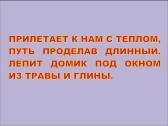 ПРИЛЕТАЕТ К НАМ С ТЕПЛОМ,
ПУТЬ ПРОДЕЛАВ ДЛИННЫЙ.
ЛЕПИТ ДОМИК ПОД ОКНОМ
ИЗ ТРАВЫ И ГЛИНЫ.